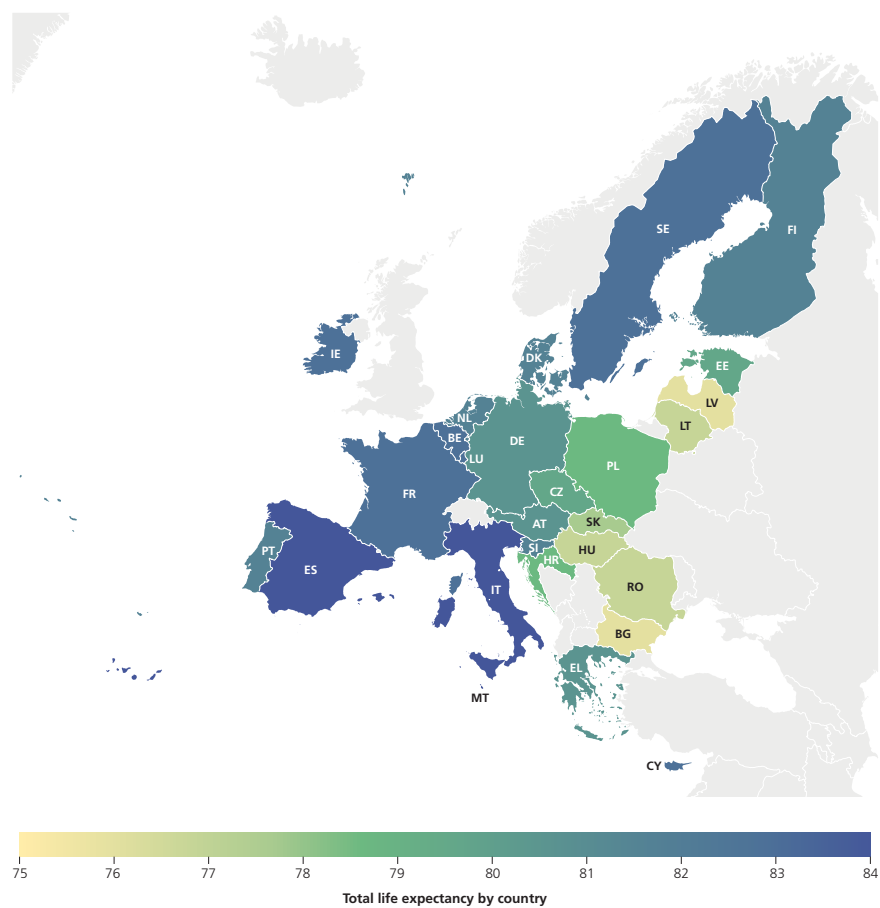 SE
FI
IE
DK
EE
LV
LT
NL
BE
LU
DE
PL
FR
CZ
AT
SK
SI
HU
HR
PT
ES
IT
RO
BG
EL
MT
CY
75 76 77 78 79 80 81 82 83 84
Total life expectancy by country